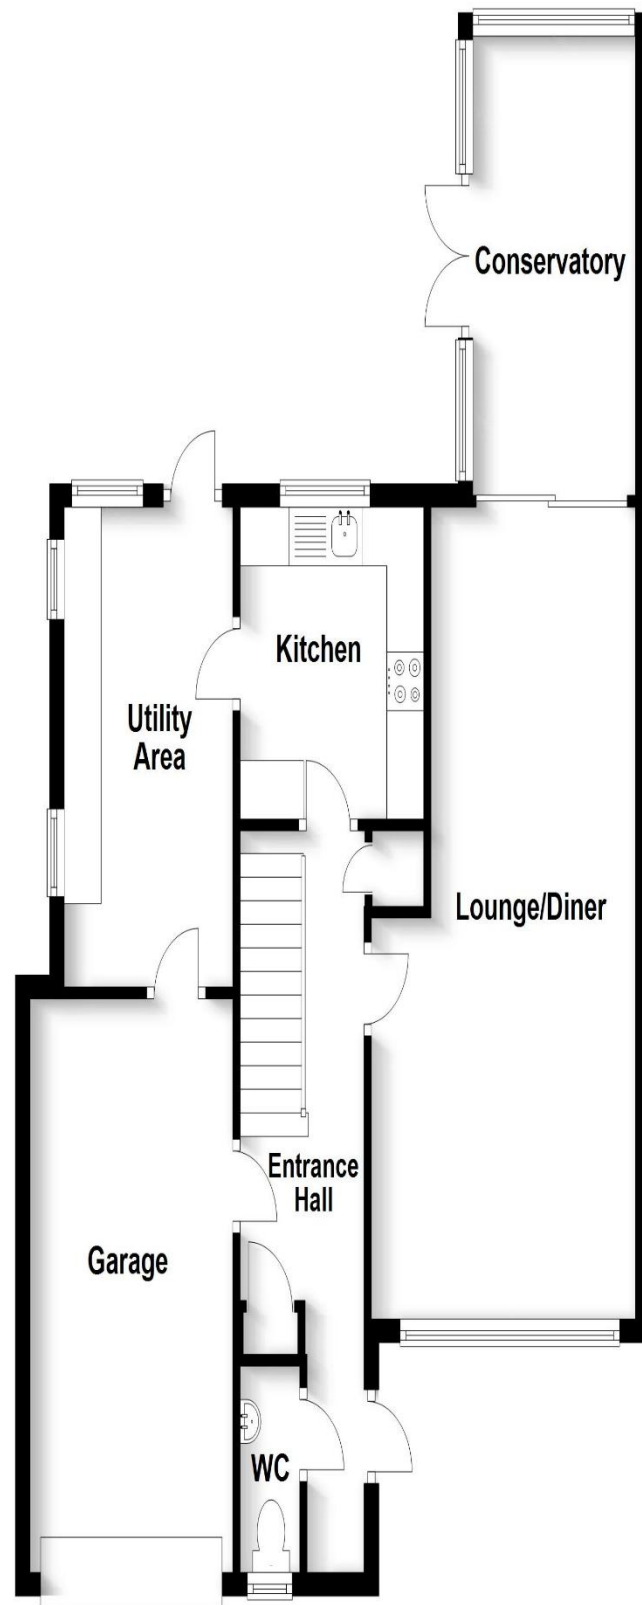 Conservatory
Kitchen
Utility
Area
Lounge/Diner
Entrance
Hall
Garage
WC